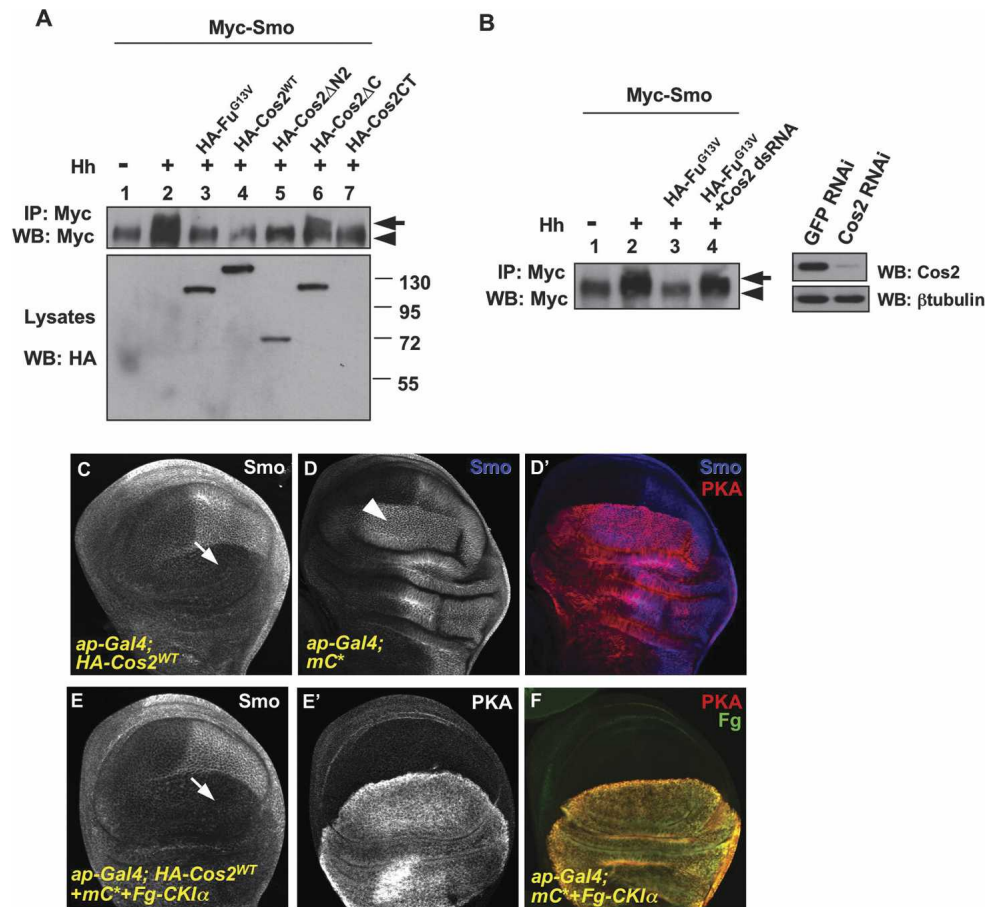 A
Myc-Smo
HA-Fu^G13V
HA-Cos2^WT
HA-Cos2ΔN2
HA-Cos2ΔC
HA-Cos2CT
Hh - + + + + + +
1 2 3 4 5 6 7
IP: Myc
WB: Myc
Lysates
WB: HA
130
95
72
55
B
Myc-Smo
HA-Fu^G13V
HA-Fu^G13V
+Cos2 dsRNA
Hh - + + +
1 2 3 4
IP: Myc
WB: Myc
GFP RNAi
Cos2 RNAi
WB: Cos2
WB: βtubulin
C Smo
ap-Gal4;
HA-Cos2^WT
D Smo
ap-Gal4;
mC*
D' Smo
PKA
E Smo
ap-Gal4; HA-Cos2^WT
+mC*+Fg-CKIα
E' PKA
F PKA
Fg
ap-Gal4;
mC*+Fg-CKIα